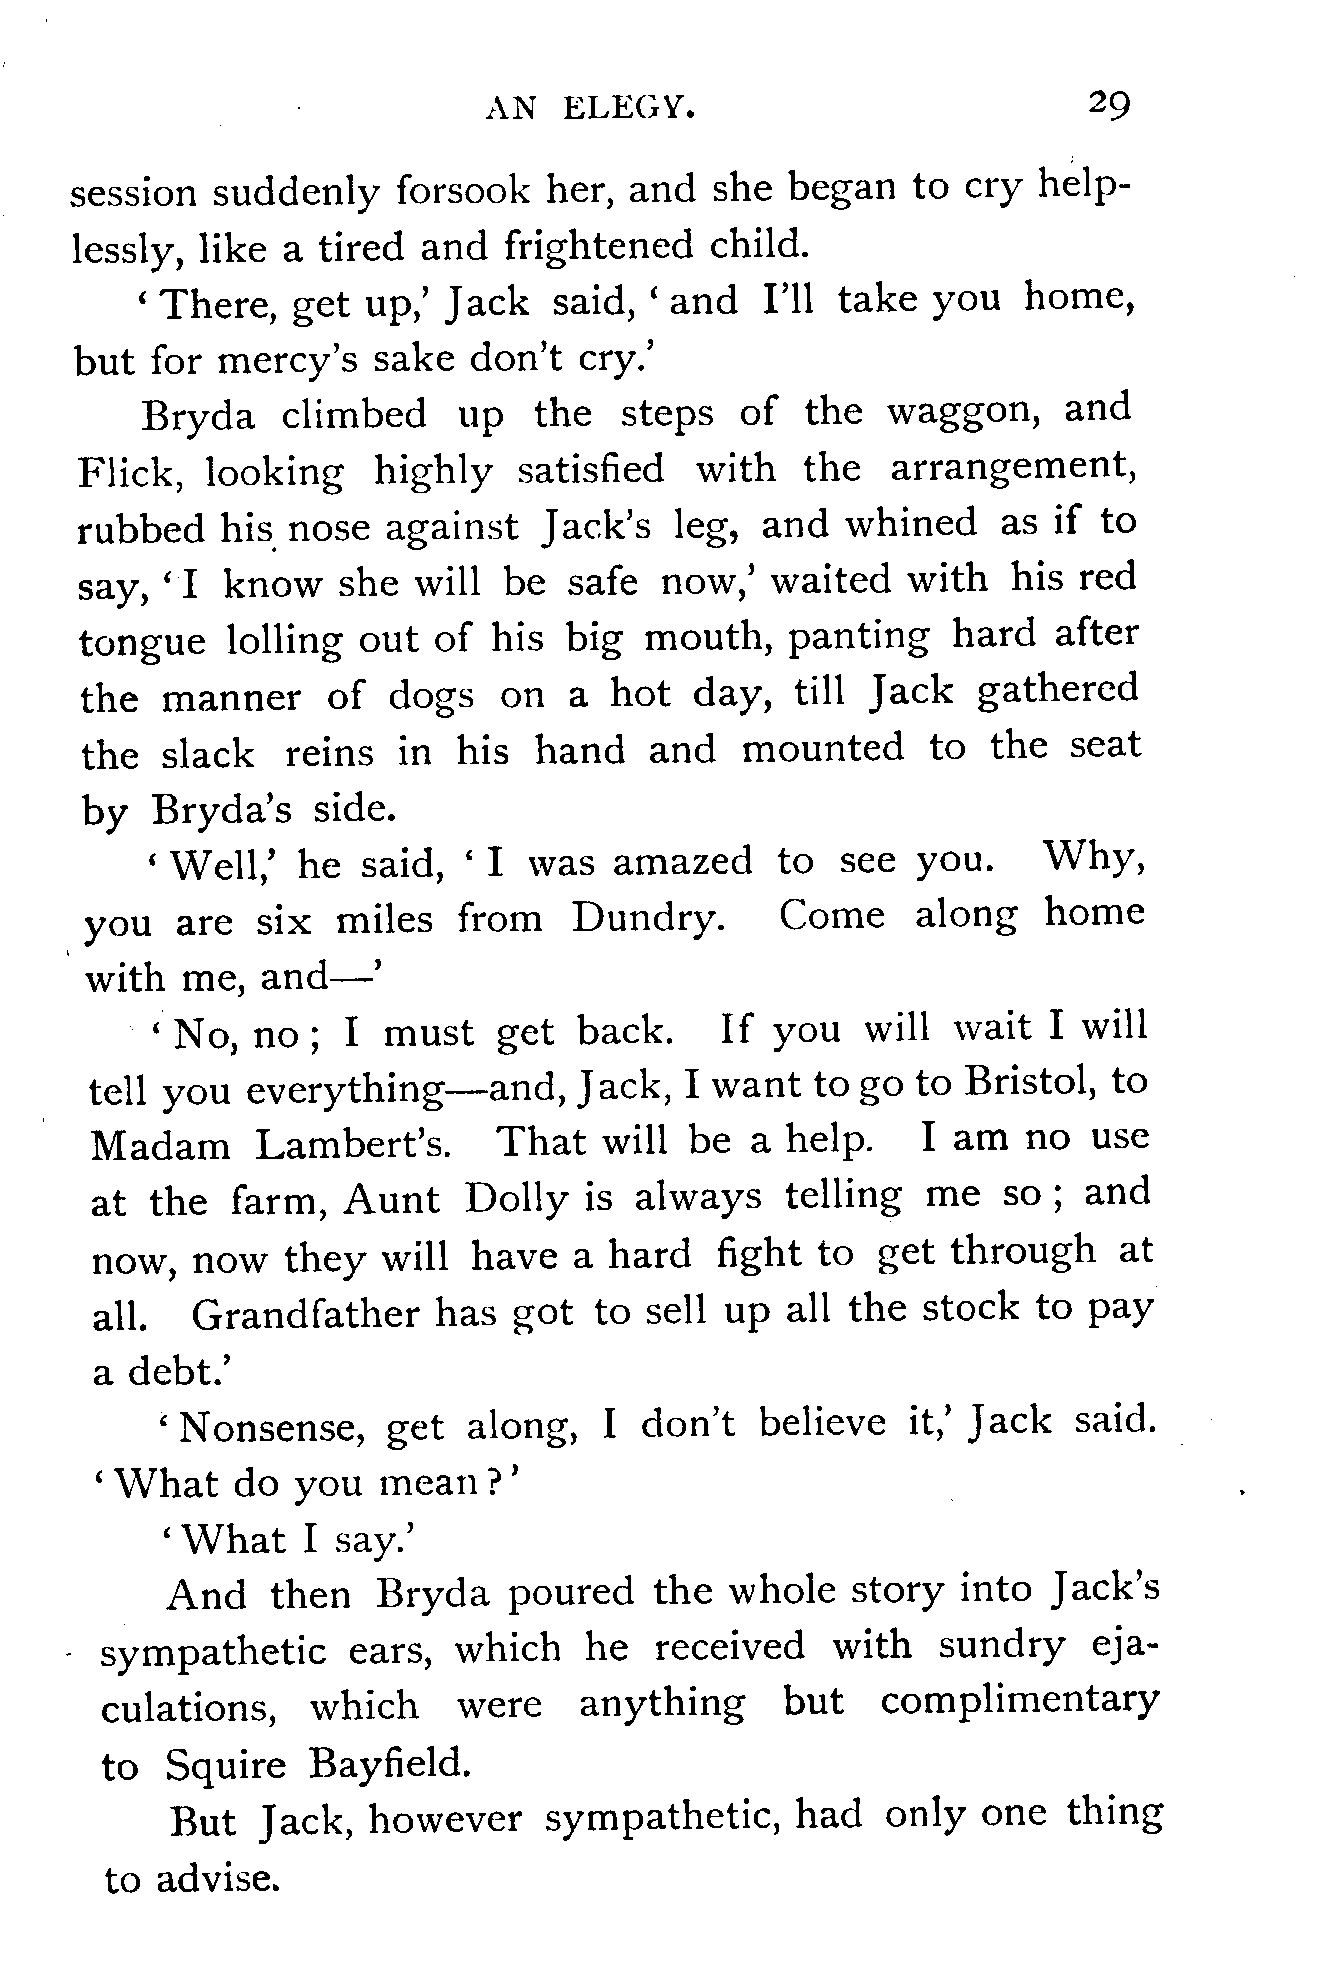 AN ELEGY. 29
session suddenly forsook her, and she began to cry help-
lessly, like a tired and frightened child.
‘ There, get up,’ Jack said, ‘ and I’ll take you home,
but for mercy’s sake don’t cry.’
Bryda climbed up the steps of the waggon, and
Flick, looking highly satisfied with the arrangement,
rubbed his nose against Jack’s leg, and whined as if to
say, ‘ I know she will be safe now,’ waited with his red
tongue lolling out of his big mouth, panting hard after
the manner of dogs on a hot day, till Jack gathered
the slack reins in his hand and mounted to the seat
by Bryda’s side.
‘ Well,’ he said, ‘ I was amazed to see you. Why,
you are six miles from Dundry. Come along home
with me, and—’
‘ No, no ; I must get back. If you will wait I will
tell you everything—and, Jack, I want to go to Bristol, to
Madam Lambert’s. That will be a help. I am no use
at the farm, Aunt Dolly is always telling me so ; and
now, now they will have a hard fight to get through at
all. Grandfather has got to sell up all the stock to pay
a debt.’
‘ Nonsense, get along, I don’t believe it,’ Jack said.
‘ What do you mean ? ’
‘ What I say.’
And then Bryda poured the whole story into Jack’s
sympathetic ears, which he received with sundry eja-
culations, which were anything but complimentary
to Squire Bayfield.
But Jack, however sympathetic, had only one thing
to advise.